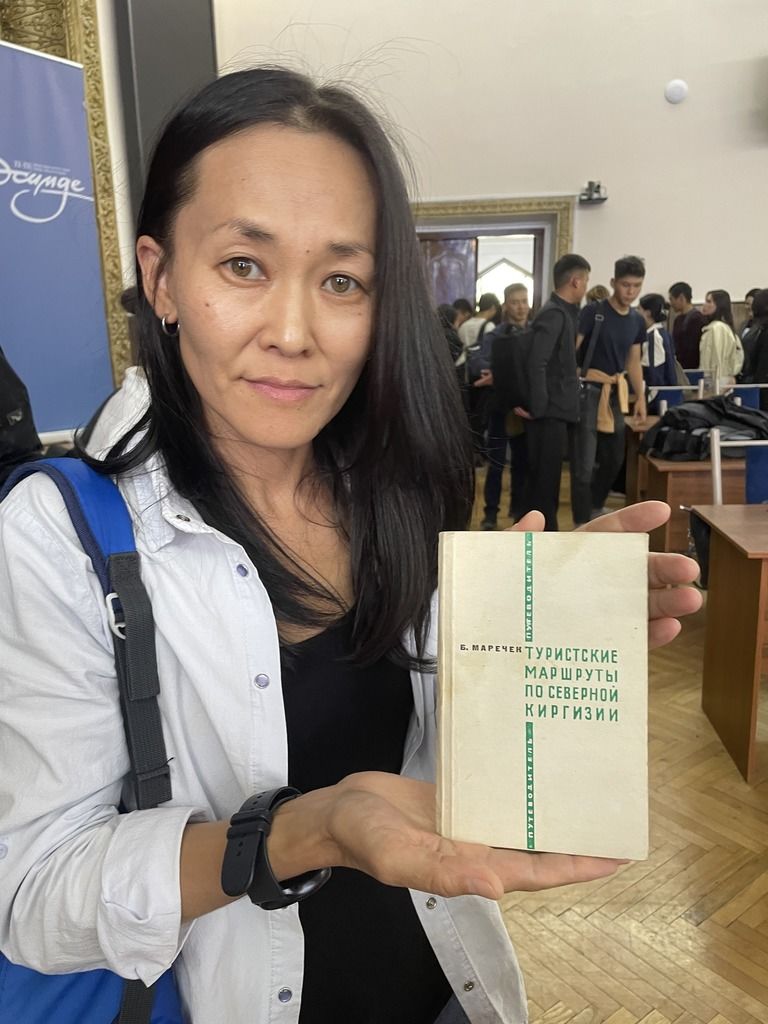 Эсимде
ПУТЕВОДИТЕЛЬ
Б. МАРЕЧЕК
ТУРИСТСКИЕ
МАРШРУТЫ
ПО СЕВЕРНОЙ
КИРГИЗИИ
ПУТЕВОДИТЕЛЬ